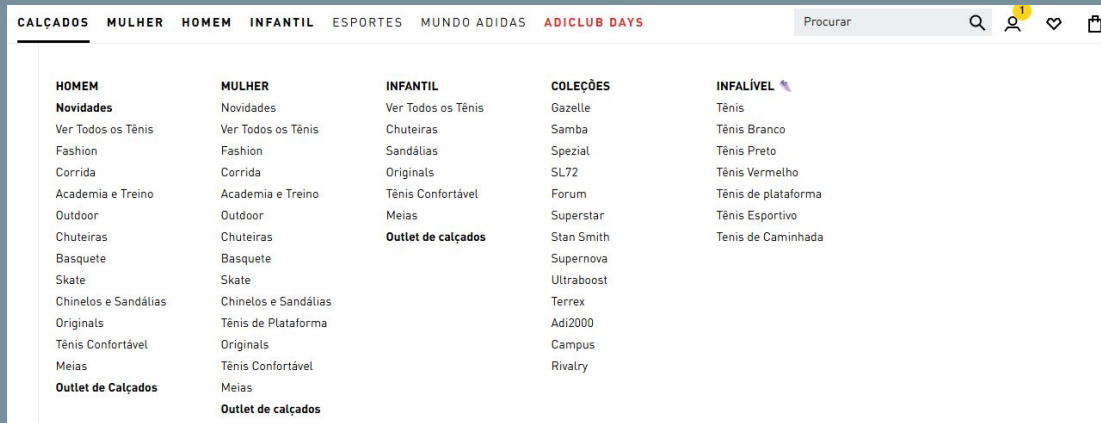 CALÇADOS MULHER HOMEM INFANTIL ESPORTES MUNDO ADIDAS ADICLUB DAYS Procurar 1
HOMEM
Novidades
Ver Todos os Tênis
Fashion
Corrida
Academia e Treino
Outdoor
Chuteiras
Basquete
Skate
Chinelos e Sandálias
Originals
Tênis Confortável
Meias
Outlet de Calçados
MULHER
Novidades
Ver Todos os Tênis
Fashion
Corrida
Academia e Treino
Outdoor
Chuteiras
Basquete
Skate
Chinelos e Sandálias
Tênis de Plataforma
Originals
Tênis Confortável
Meias
Outlet de calçados
INFANTIL
Ver Todos os Tênis
Chuteiras
Sandálias
Originals
Tênis Confortável
Meias
Outlet de calçados
COLEÇÕES
Gazelle
Samba
Spezial
SL72
Forum
Superstar
Stan Smith
Supernova
Ultraboost
Terrex
Adi2000
Campus
Rivalry
INFALÍVEL
Tênis
Tênis Branco
Tênis Preto
Tênis Vermelho
Tênis de plataforma
Tênis Esportivo
Tenis de Caminhada